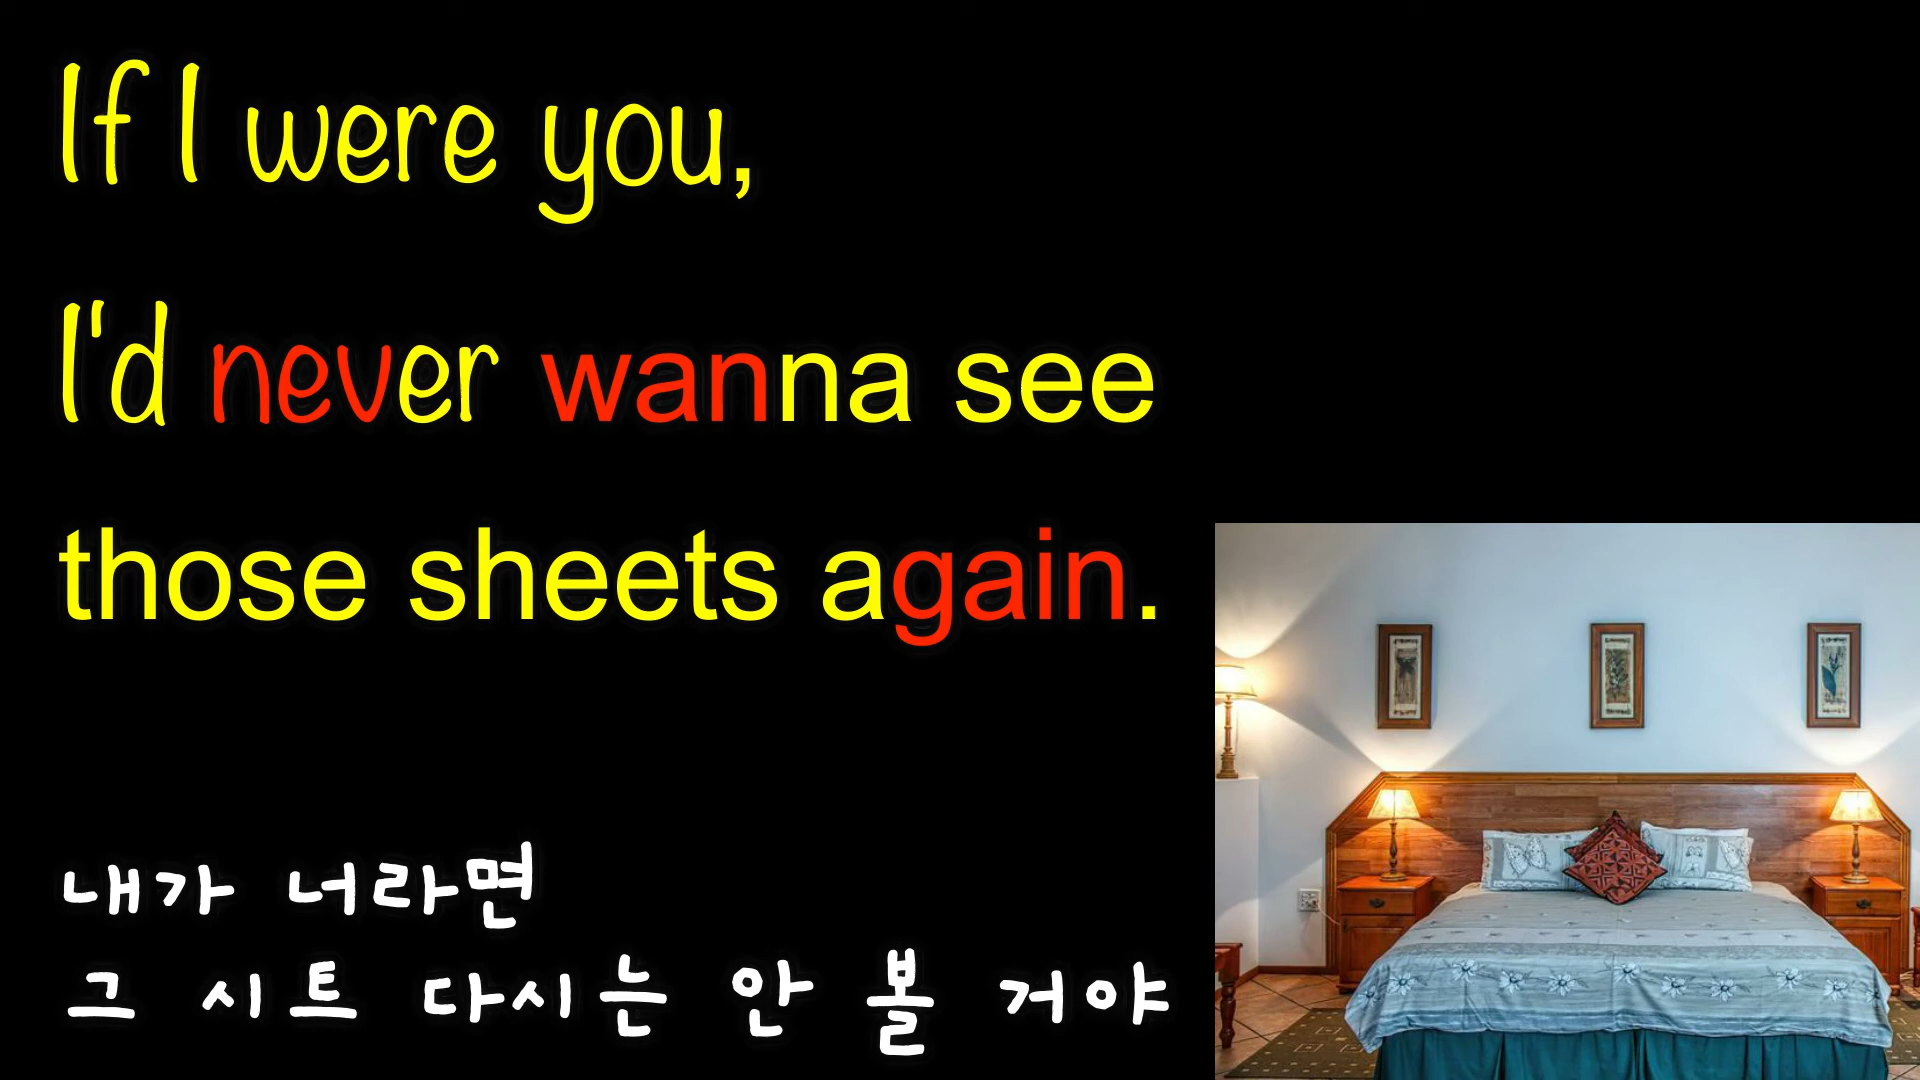 If I were you,
I'd never wanna see
those sheets again.
내가 너라면
그 시트 다시는 안 볼 거야